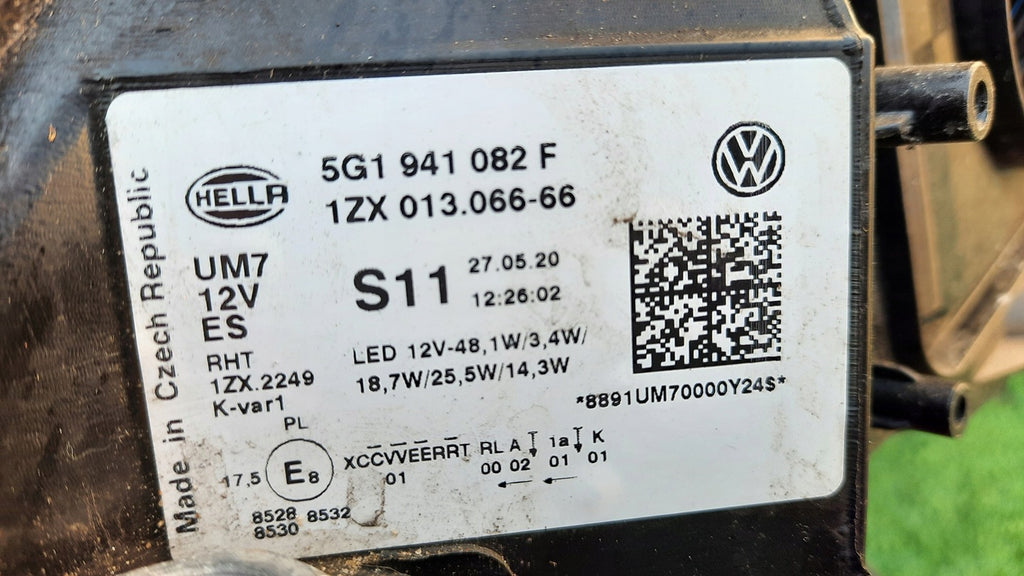 Made in Czech Republic
HELLA
5G1 941 082 F
1ZX 013.066-66
UM7
12V
ES
S11
27.05.20
12:26:02
RHT
1ZX.2249
K-var1
LED 12V-48,1W/3,4W/
18,7W/25,5W/14,3W
*8891UM70000Y24S*
PL
17,5
E8
XCCVVEERRT RL A 1a K
01 00 02 01 01
8528 8532
8530